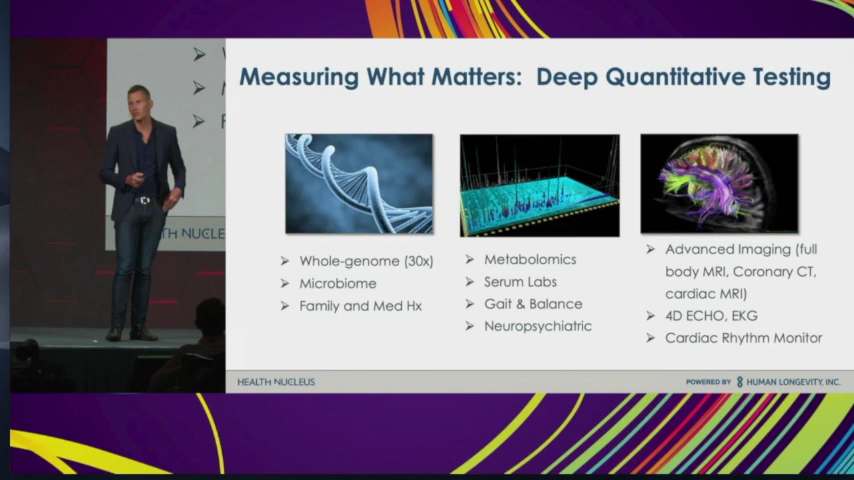 Measuring What Matters: Deep Quantitative Testing
Whole-genome (30x)
Microbiome
Family and Med Hx
Metabolomics
Serum Labs
Gait & Balance
Neuropsychiatric
Advanced Imaging (full
body MRI, Coronary CT,
cardiac MRI)
4D ECHO, EKG
Cardiac Rhythm Monitor
TH NUCLE
HEALTH NUCLEUS
POWERED BY HUMAN LONGEVITY, INC.